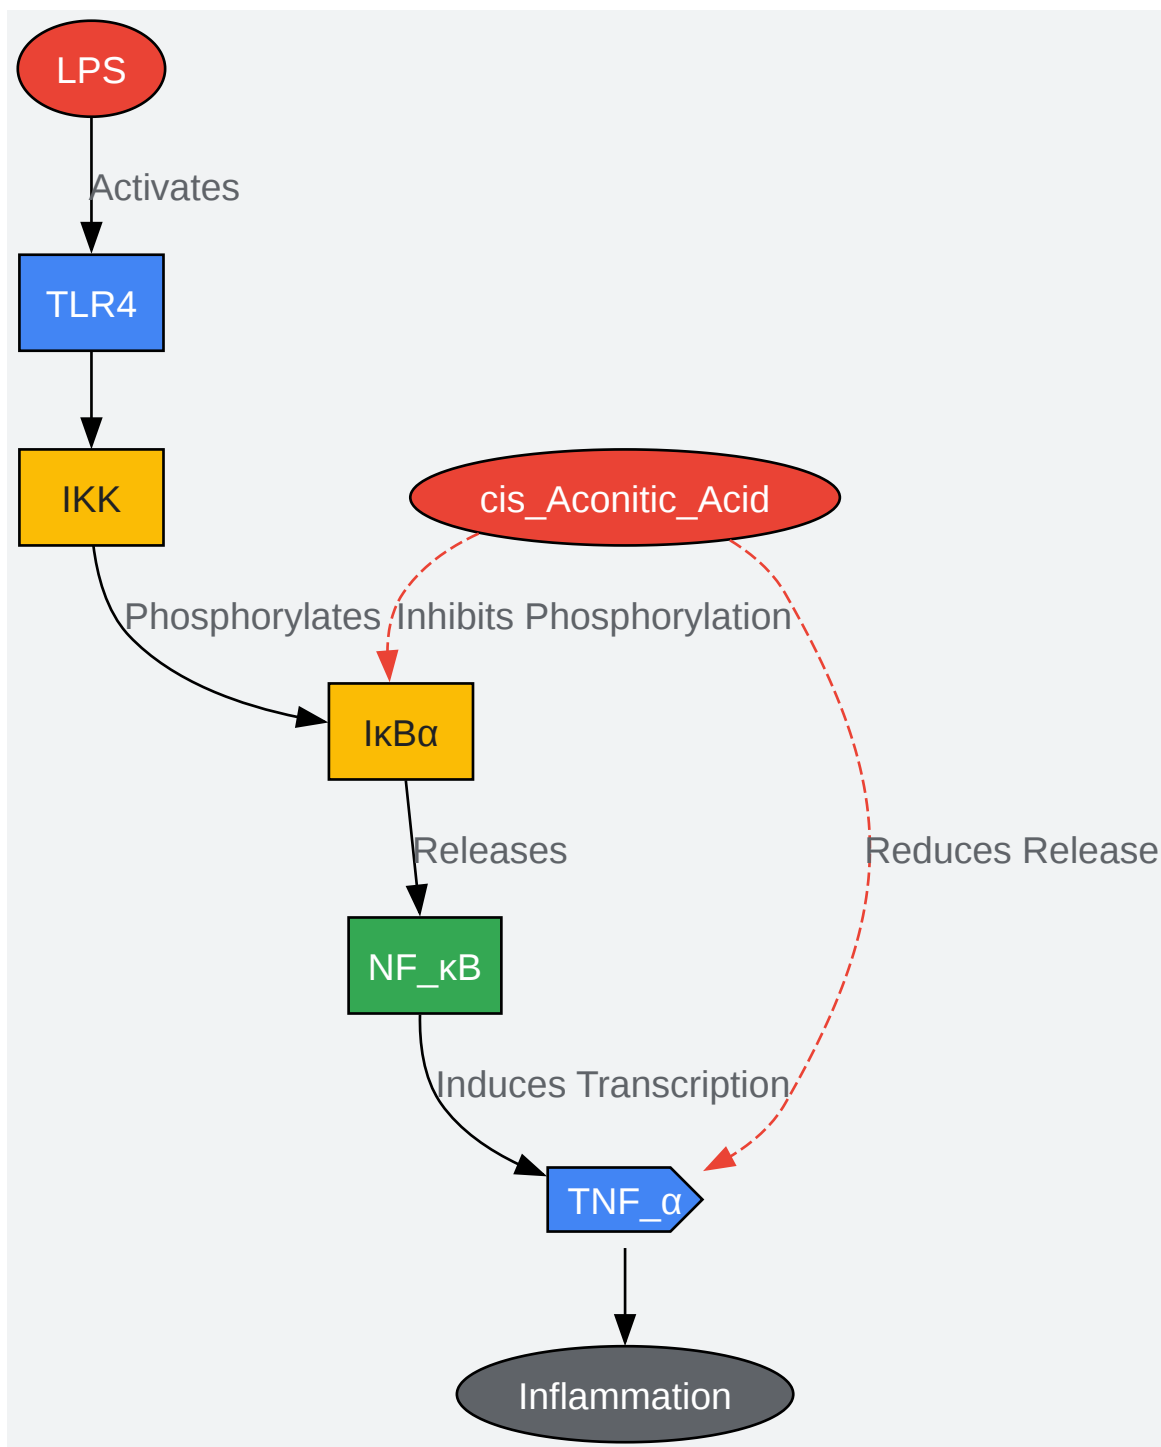 LPS
Activates
TLR4
IKK
cis_Aconitic_Acid
Phosphorylates
Inhibits Phosphorylation
IκBα
Releases
Reduces Release
NF_κB
Induces Transcription
TNF_α
Inflammation